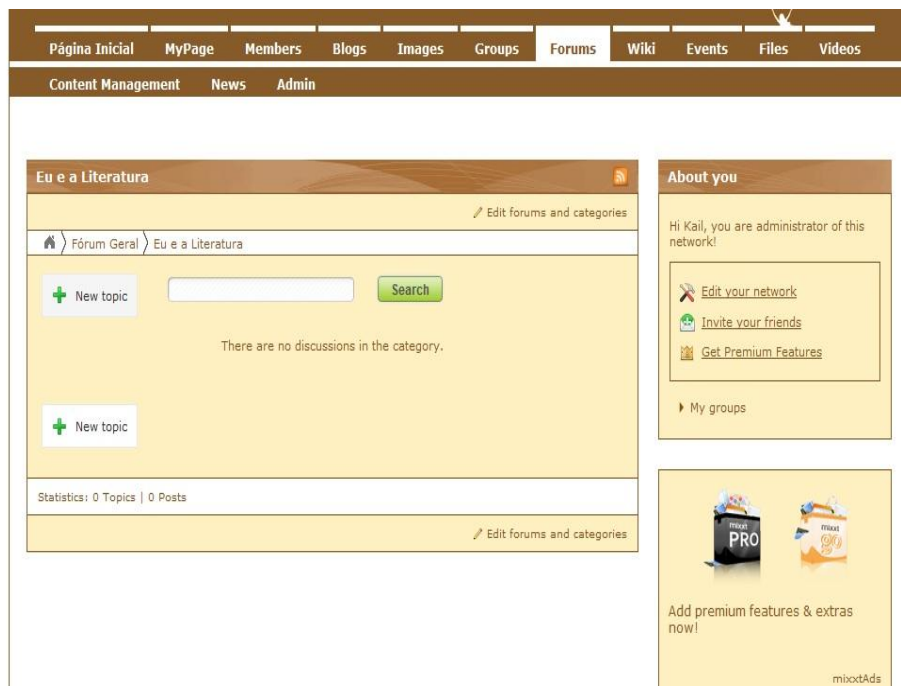 Página Inicial MyPage Members Blogs Images Groups Forums Wiki Events Files Videos
Content Management News Admin
Eu e a Literatura
Edit forums and categories
Fórum Geral Eu e a Literatura
New topic
Search
There are no discussions in the category.
New topic
Statistics: 0 Topics | 0 Posts
Edit forums and categories
About you
Hi Kail, you are administrator of this
network!
Edit your network
Invite your friends
Get Premium Features
My groups
mixxt
PRO
mixxt
go
Add premium features & extras
now!
mixxtAds